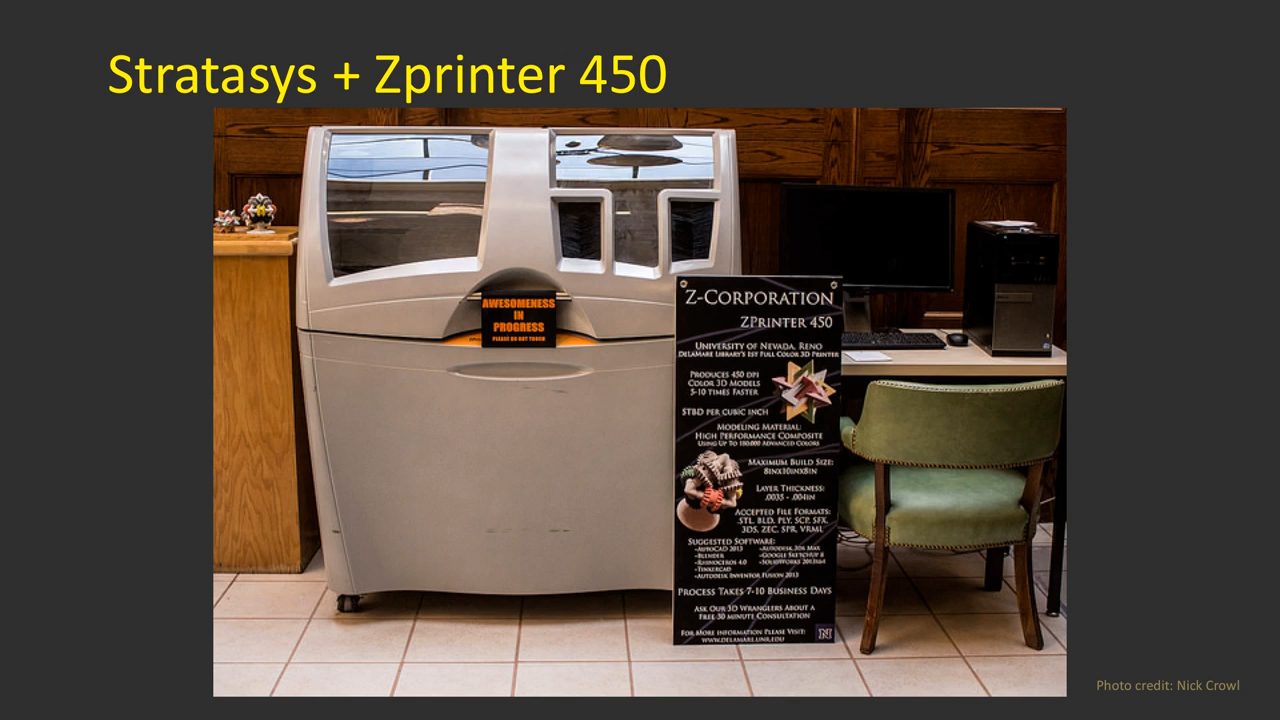 Stratasys + Zprinter 450
AWESOMENESS
IN
PROGRESS
PLEASE DO NOT TOUCH
Z-CORPORATION
ZPRINTER 450
UNIVERSITY OF NEVADA, RENO
DELAMARE LIBRARY'S 1ST FULL COLOR 3D PRINTER
PRODUCES 450 DPI
COLOR 3D MODELS
5-10 TIMES FASTER
$TBD PER CUBIC INCH
MODELING MATERIAL:
HIGH PERFORMANCE COMPOSITE
USING UP TO 180,000 ADVANCED COLORS
MAXIMUM BUILD SIZE:
8INX10INX8IN
LAYER THICKNESS:
.0035 - .004IN
ACCEPTED FILE FORMATS:
.STL, BLD, PLY, SCP, SFX,
3DS, ZEC, SPR, VRML
SUGGESTED SOFTWARE:
-AUTOCAD 2013 -AUTODESK 3DS MAX
-BLENDER -GOOGLE SKETCHUP 8
-RHINOCEROS 4.0 -SOLIDWORKS 2013X64
-TINKERCAD
-AUTODESK INVENTOR FUSION 2013
PROCESS TAKES 7-10 BUSINESS DAYS
ASK OUR 3D WRANGLERS ABOUT A
FREE 30 MINUTE CONSULTATION
FOR MORE INFORMATION PLEASE VISIT:
WWW.DELAMARE.UNR.EDU
N
Photo credit: Nick Crowl